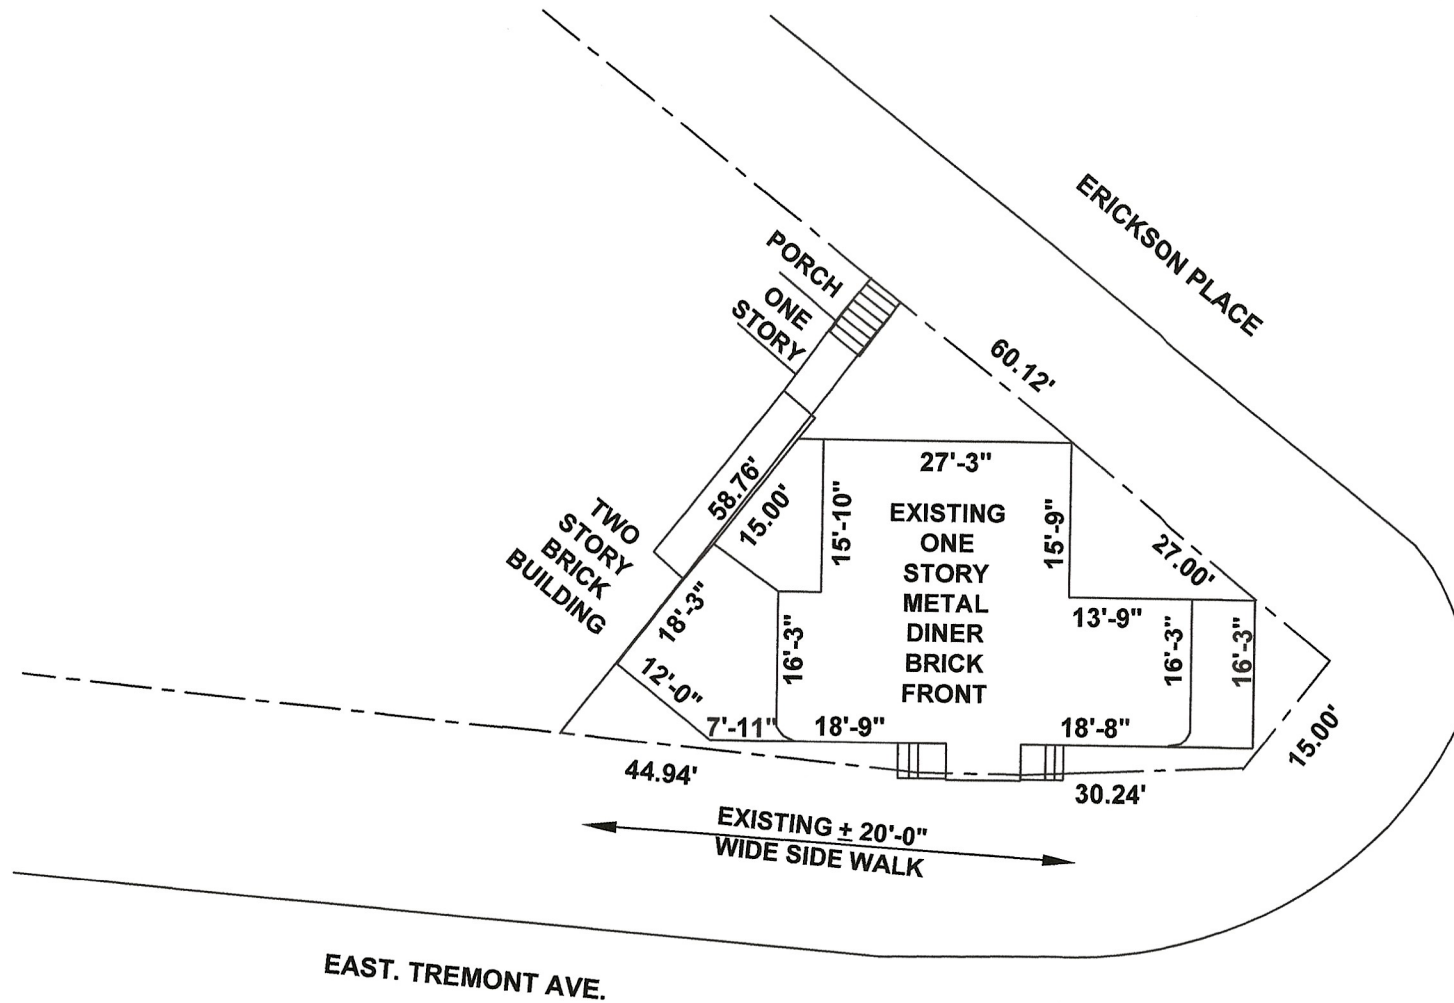 ERICKSON PLACE
PORCH
ONE
STORY
60.12'
27'-3"
58.76'
15.00'
15'-10"
EXISTING
ONE
STORY
METAL
DINER
BRICK
FRONT
15'-9"
27.00'
TWO
STORY
BRICK
BUILDING
18'-3"
13'-9"
16'-3"
16'-3"
16'-3"
12'-0"
7'-11"
18'-9"
18'-8"
15.00'
44.94'
30.24'
EXISTING ± 20'-0"
WIDE SIDE WALK
EAST. TREMONT AVE.